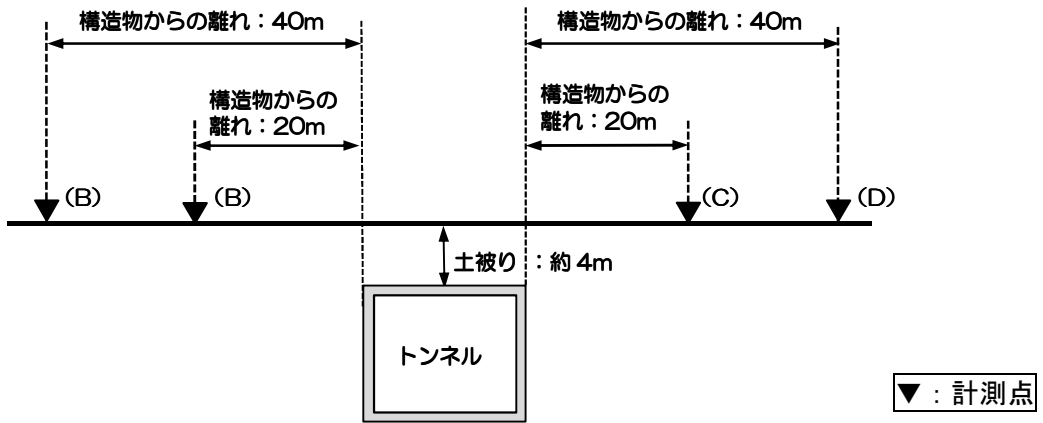 構造物からの離れ：40m
構造物からの離れ：40m
構造物からの
離れ：20m
構造物からの
離れ：20m
（B）
（B）
（C）
（D）
土被り ：約 4m
トンネル
▼：計測点